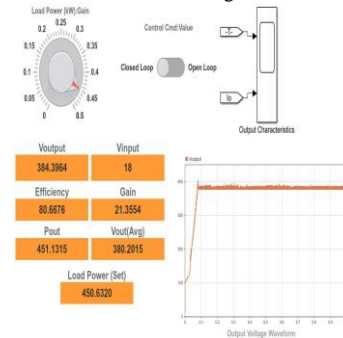 Load Power (kW):Gain
0.25
0.2
0.3
0.15
0.35
0.1
0.4
0.05
0.45
0
0.5
Control Cmd:Value
Closed Loop
Open Loop
Io
Output Characteristics
Voutput
Vinput
384.3964
18
Efficiency
Gain
80.6676
21.3554
Pout
Vout(Avg)
451.1315
380.2015
Load Power (Set)
450.6320
Voutput
Output Voltage Waveform